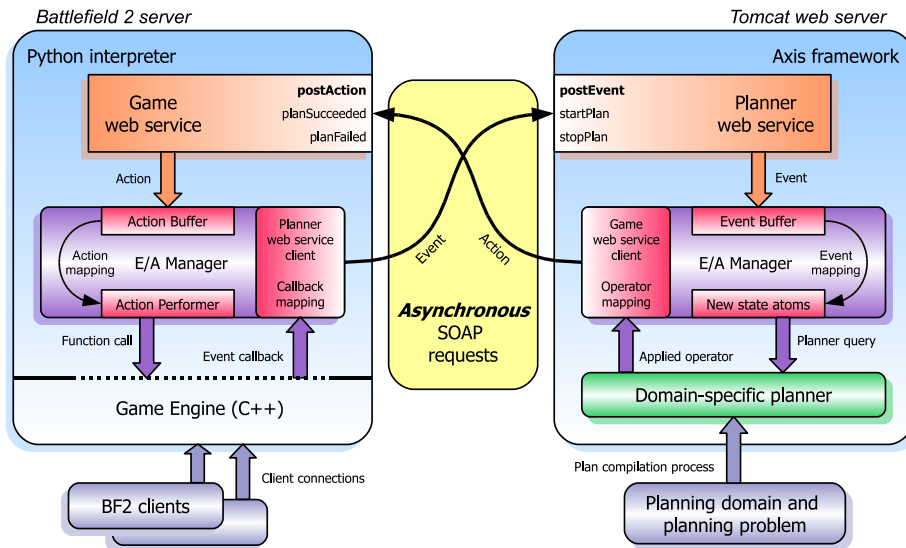 Battlefield 2 server
Python interpreter
Game
web service
postAction
planSucceeded
planFailed
Action
Action Buffer
Action
mapping
E/A Manager
Action Performer
Planner
web service
client
Callback
mapping
Function call
Event callback
Game Engine (C++)
Client connections
BF2 clients
Event
Action
Asynchronous
SOAP
requests
Tomcat web server
Axis framework
postEvent
startPlan
stopPlan
Planner
web service
Event
Game
web service
client
Operator
mapping
Event Buffer
E/A Manager
Event
mapping
New state atoms
Applied operator
Planner query
Domain-specific planner
Plan compilation process
Planning domain and
planning problem